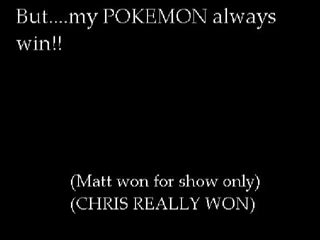 But....my POKEMON always
win!!
(Matt won for show only)
(CHRIS REALLY WON)